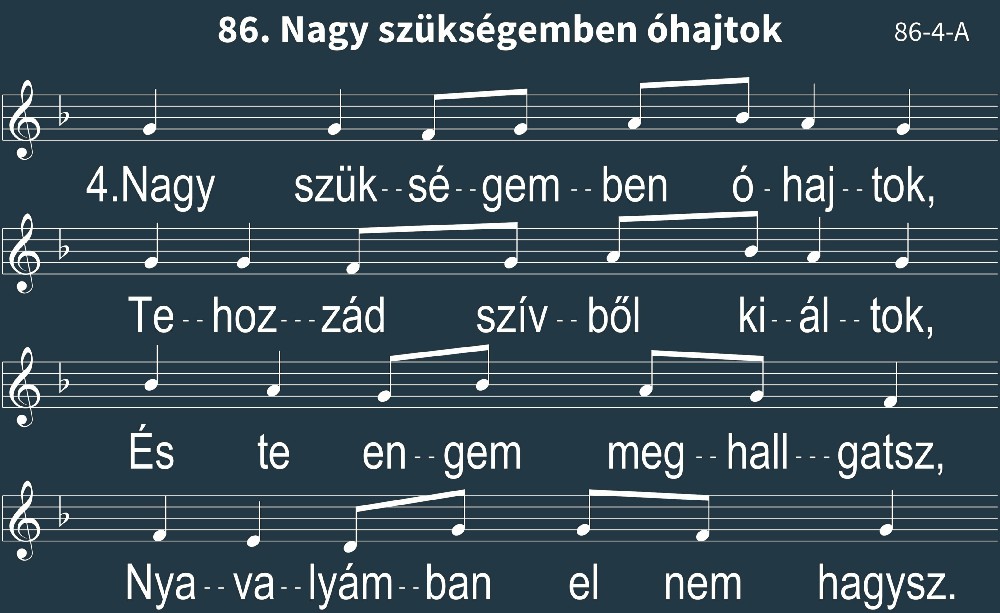 86. Nagy szükségemben óhajtok
86-4-A
4.Nagy szük--sé--gem--ben ó-haj--tok,
Te--hoz---zád szív--ből ki--ál--tok,
És te en--gem meg--hall---gatsz,
Nya--va--lyám--ban el nem hagysz.